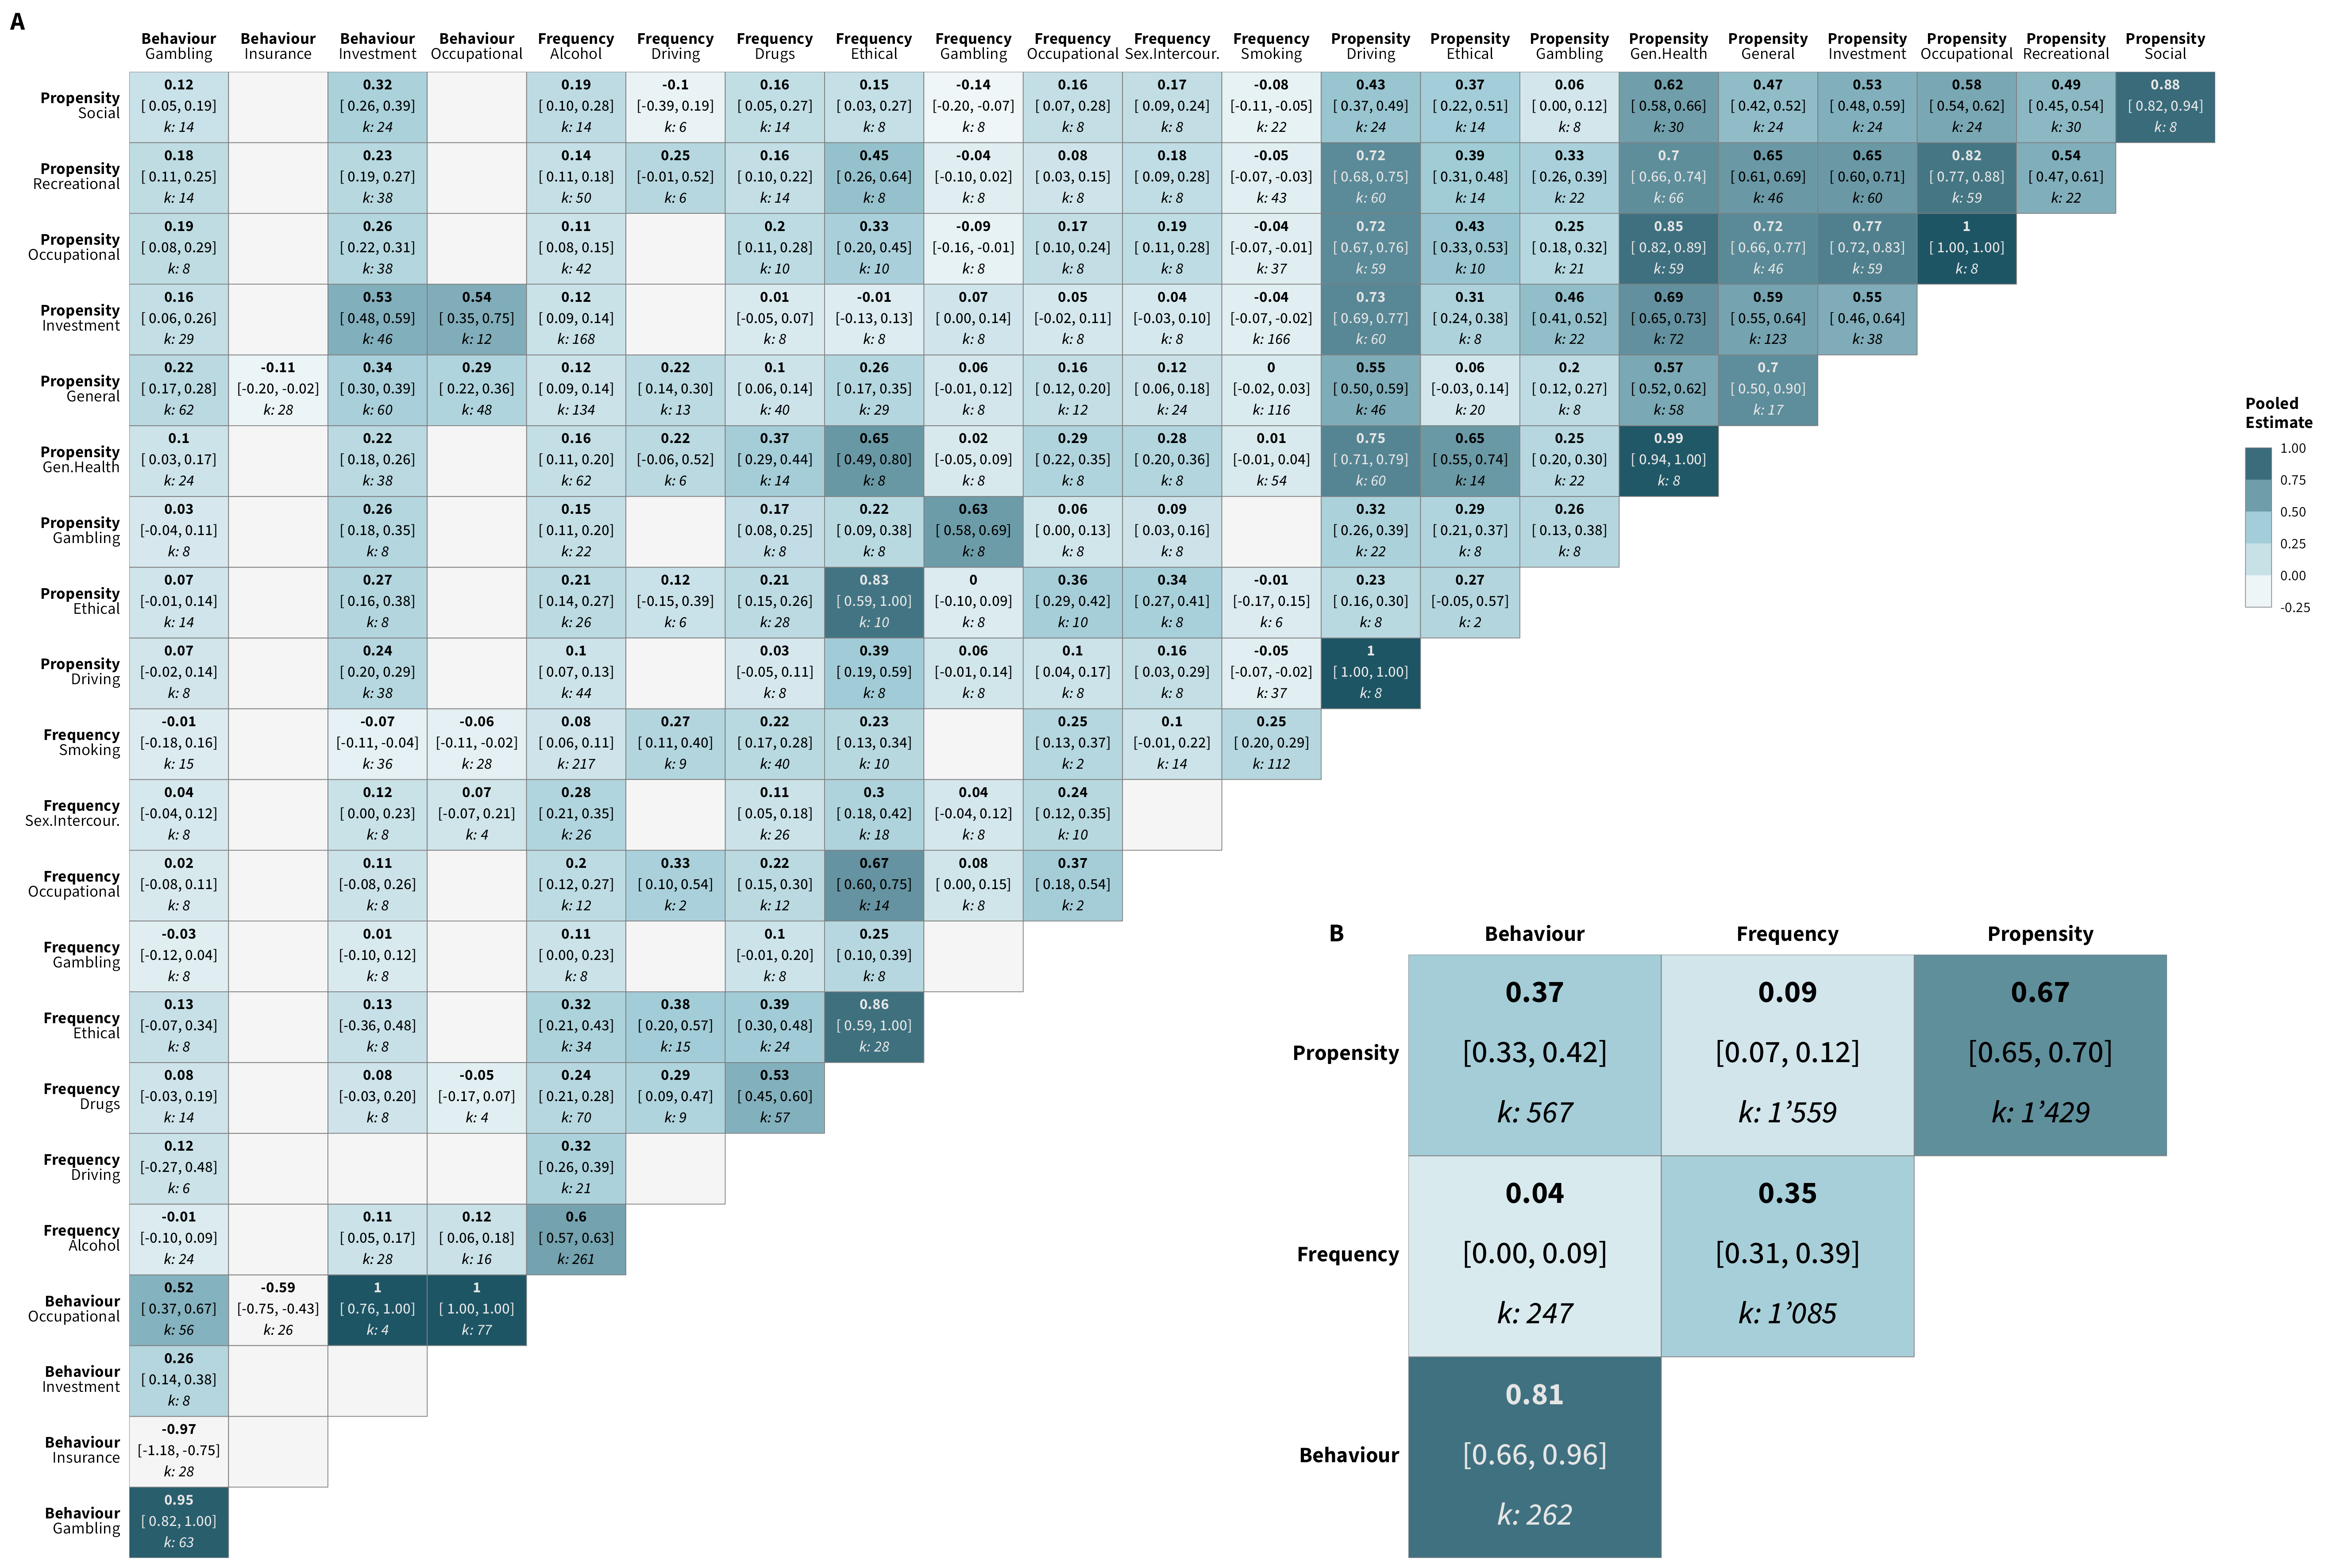 A
Behaviour Behaviour Behaviour Behaviour Frequency Frequency Frequency Frequency Frequency Frequency Frequency Frequency Propensity Propensity Propensity Propensity Propensity Propensity Propensity Propensity Propensity
Gambling Insurance Investment Occupational Alcohol Driving Drugs Ethical Gambling Occupational Sex.Intercour. Smoking Driving Ethical Gambling Gen.Health General Investment Occupational Recreational Social
0.12 0.32 0.19 -0.1 0.16 0.15 -0.14 0.16 0.17 -0.08 0.43 0.37 0.06 0.62 0.47 0.53 0.58 0.49 0.88
Propensity
Social
[ 0.05, 0.19] [ 0.26, 0.39] [ 0.10, 0.28] [-0.39, 0.19] [ 0.05, 0.27] [ 0.03, 0.27] [-0.20, -0.07] [ 0.07, 0.28] [ 0.09, 0.24] [-0.11, -0.05] [ 0.37, 0.49] [ 0.22, 0.51] [ 0.00, 0.12] [ 0.58, 0.66] [ 0.42, 0.52] [ 0.48, 0.59] [ 0.54, 0.62] [ 0.45, 0.54] [ 0.82, 0.94]
k: 14 k: 24 k: 14 k: 6 k: 14 k: 8 k: 8 k: 8 k: 8 k: 22 k: 24 k: 14 k: 8 k: 30 k: 24 k: 24 k: 24 k: 30 k: 8
0.18 0.23 0.14 0.25 0.16 0.45 -0.04 0.08 0.18 -0.05 0.72 0.39 0.33 0.7 0.65 0.65 0.82 0.54
Propensity
Recreational
[ 0.11, 0.25] [ 0.19, 0.27] [ 0.11, 0.18] [-0.01, 0.52] [ 0.10, 0.22] [ 0.26, 0.64] [-0.10, 0.02] [ 0.03, 0.15] [ 0.09, 0.28] [-0.07, -0.03] [ 0.68, 0.75] [ 0.31, 0.48] [ 0.26, 0.39] [ 0.66, 0.74] [ 0.61, 0.69] [ 0.60, 0.71] [ 0.77, 0.88] [ 0.47, 0.61]
k: 14 k: 38 k: 50 k: 6 k: 14 k: 8 k: 8 k: 8 k: 8 k: 43 k: 60 k: 14 k: 22 k: 66 k: 46 k: 60 k: 59 k: 22
0.19 0.26 0.11 0.2 0.33 -0.09 0.17 0.19 -0.04 0.72 0.43 0.25 0.85 0.72 0.77 1
Propensity
Occupational
[ 0.08, 0.29] [ 0.22, 0.31] [ 0.08, 0.15] [ 0.11, 0.28] [ 0.20, 0.45] [-0.16, -0.01] [ 0.10, 0.24] [ 0.11, 0.28] [-0.07, -0.01] [ 0.67, 0.76] [ 0.33, 0.53] [ 0.18, 0.32] [ 0.82, 0.89] [ 0.66, 0.77] [ 0.72, 0.83] [ 1.00, 1.00]
k: 8 k: 38 k: 42 k: 10 k: 10 k: 8 k: 8 k: 8 k: 37 k: 59 k: 10 k: 21 k: 59 k: 46 k: 59 k: 8
0.16 0.53 0.54 0.12 0.01 -0.01 0.07 0.05 0.04 -0.04 0.73 0.31 0.46 0.69 0.59 0.55
Propensity
Investment
[ 0.06, 0.26] [ 0.48, 0.59] [ 0.35, 0.75] [ 0.09, 0.14] [-0.05, 0.07] [-0.13, 0.13] [ 0.00, 0.14] [-0.02, 0.11] [-0.03, 0.10] [-0.07, -0.02] [ 0.69, 0.77] [ 0.24, 0.38] [ 0.41, 0.52] [ 0.65, 0.73] [ 0.55, 0.64] [ 0.46, 0.64]
k: 29 k: 46 k: 12 k: 168 k: 8 k: 8 k: 8 k: 8 k: 8 k: 166 k: 60 k: 8 k: 22 k: 72 k: 123 k: 38
0.22 -0.11 0.34 0.29 0.12 0.22 0.1 0.26 0.06 0.16 0.12 0 0.55 0.06 0.2 0.57 0.7
Propensity
General
[ 0.17, 0.28] [-0.20, -0.02] [ 0.30, 0.39] [ 0.22, 0.36] [ 0.09, 0.14] [ 0.14, 0.30] [ 0.06, 0.14] [ 0.17, 0.35] [-0.01, 0.12] [ 0.12, 0.20] [ 0.06, 0.18] [-0.02, 0.03] [ 0.50, 0.59] [-0.03, 0.14] [ 0.12, 0.27] [ 0.52, 0.62] [ 0.50, 0.90]
k: 62 k: 28 k: 60 k: 48 k: 134 k: 13 k: 40 k: 29 k: 8 k: 12 k: 24 k: 116 k: 46 k: 20 k: 8 k: 58 k: 17
0.1 0.22 0.16 0.22 0.37 0.65 0.02 0.29 0.28 0.01 0.75 0.65 0.25 0.99
Propensity
Gen.Health
[ 0.03, 0.17] [ 0.18, 0.26] [ 0.11, 0.20] [-0.06, 0.52] [ 0.29, 0.44] [ 0.49, 0.80] [-0.05, 0.09] [ 0.22, 0.35] [ 0.20, 0.36] [-0.01, 0.04] [ 0.71, 0.79] [ 0.55, 0.74] [ 0.20, 0.30] [ 0.94, 1.00]
k: 24 k: 38 k: 62 k: 6 k: 14 k: 8 k: 8 k: 8 k: 8 k: 54 k: 60 k: 14 k: 22 k: 8
0.03 0.26 0.15 0.17 0.22 0.63 0.06 0.09 0.32 0.29 0.26
Propensity
Gambling
[-0.04, 0.11] [ 0.18, 0.35] [ 0.11, 0.20] [ 0.08, 0.25] [ 0.09, 0.38] [ 0.58, 0.69] [ 0.00, 0.13] [ 0.03, 0.16] [ 0.26, 0.39] [ 0.21, 0.37] [ 0.13, 0.38]
k: 8 k: 8 k: 22 k: 8 k: 8 k: 8 k: 8 k: 8 k: 22 k: 8 k: 8
0.07 0.27 0.21 0.12 0.21 0.83 0 0.36 0.34 -0.01 0.23 0.27
Propensity
Ethical
[-0.01, 0.14] [ 0.16, 0.38] [ 0.14, 0.27] [-0.15, 0.39] [ 0.15, 0.26] [ 0.59, 1.00] [-0.10, 0.09] [ 0.29, 0.42] [ 0.27, 0.41] [-0.17, 0.15] [ 0.16, 0.30] [-0.05, 0.57]
k: 14 k: 8 k: 26 k: 6 k: 28 k: 10 k: 8 k: 10 k: 8 k: 6 k: 8 k: 2
0.07 0.24 0.1 0.03 0.39 0.06 0.1 0.16 -0.05 1
Propensity
Driving
[-0.02, 0.14] [ 0.20, 0.29] [ 0.07, 0.13] [-0.05, 0.11] [ 0.19, 0.59] [-0.01, 0.14] [ 0.04, 0.17] [ 0.03, 0.29] [-0.07, -0.02] [ 1.00, 1.00]
k: 8 k: 38 k: 44 k: 8 k: 8 k: 8 k: 8 k: 8 k: 37 k: 8
-0.01 -0.07 -0.06 0.08 0.27 0.22 0.23 0.25 0.1 0.25
Frequency
Smoking
[-0.18, 0.16] [-0.11, -0.04] [-0.11, -0.02] [ 0.06, 0.11] [ 0.11, 0.40] [ 0.17, 0.28] [ 0.13, 0.34] [ 0.13, 0.37] [-0.01, 0.22] [ 0.20, 0.29]
k: 15 k: 36 k: 28 k: 217 k: 9 k: 40 k: 10 k: 2 k: 14 k: 112
0.04 0.12 0.07 0.28 0.11 0.3 0.04 0.24
Frequency
Sex.Intercour.
[-0.04, 0.12] [ 0.00, 0.23] [-0.07, 0.21] [ 0.21, 0.35] [ 0.05, 0.18] [ 0.18, 0.42] [-0.04, 0.12] [ 0.12, 0.35]
k: 8 k: 8 k: 4 k: 26 k: 26 k: 18 k: 8 k: 10
0.02 0.11 0.2 0.33 0.22 0.67 0.08 0.37
Frequency
Occupational
[-0.08, 0.11] [-0.08, 0.26] [ 0.12, 0.27] [ 0.10, 0.54] [ 0.15, 0.30] [ 0.60, 0.75] [ 0.00, 0.15] [ 0.18, 0.54]
k: 8 k: 8 k: 12 k: 2 k: 12 k: 14 k: 8 k: 2
-0.03 0.01 0.11 0.1 0.25
Frequency
Gambling
[-0.12, 0.04] [-0.10, 0.12] [ 0.00, 0.23] [-0.01, 0.20] [ 0.10, 0.39]
k: 8 k: 8 k: 8 k: 8 k: 8
0.13 0.13 0.32 0.38 0.39 0.86
Frequency
Ethical
[-0.07, 0.34] [-0.36, 0.48] [ 0.21, 0.43] [ 0.20, 0.57] [ 0.30, 0.48] [ 0.59, 1.00]
k: 8 k: 8 k: 34 k: 15 k: 24 k: 28
0.08 0.08 -0.05 0.24 0.29 0.53
Frequency
Drugs
[-0.03, 0.19] [-0.03, 0.20] [-0.17, 0.07] [ 0.21, 0.28] [ 0.09, 0.47] [ 0.45, 0.60]
k: 14 k: 8 k: 4 k: 70 k: 9 k: 57
0.12 0.32
Frequency
Driving
[-0.27, 0.48] [ 0.26, 0.39]
k: 6 k: 21
-0.01 0.11 0.12 0.6
Frequency
Alcohol
[-0.10, 0.09] [ 0.05, 0.17] [ 0.06, 0.18] [ 0.57, 0.63]
k: 24 k: 28 k: 16 k: 261
0.52 -0.59 1 1
Behaviour
Occupational
[ 0.37, 0.67] [-0.75, -0.43] [ 0.76, 1.00] [ 1.00, 1.00]
k: 56 k: 26 k: 4 k: 77
0.26
Behaviour
Investment
[ 0.14, 0.38]
k: 8
-0.97
Behaviour
Insurance
[-1.18, -0.75]
k: 28
0.95
Behaviour
Gambling
[ 0.82, 1.00]
k: 63
Pooled
Estimate
1.00
0.75
0.50
0.25
0.00
-0.25
B
Behaviour Frequency Propensity
0.37 0.09 0.67
Propensity [0.33, 0.42] [0.07, 0.12] [0.65, 0.70]
k: 567 k: 1’559 k: 1’429
0.04 0.35
Frequency [0.00, 0.09] [0.31, 0.39]
k: 247 k: 1’085
0.81
Behaviour [0.66, 0.96]
k: 262